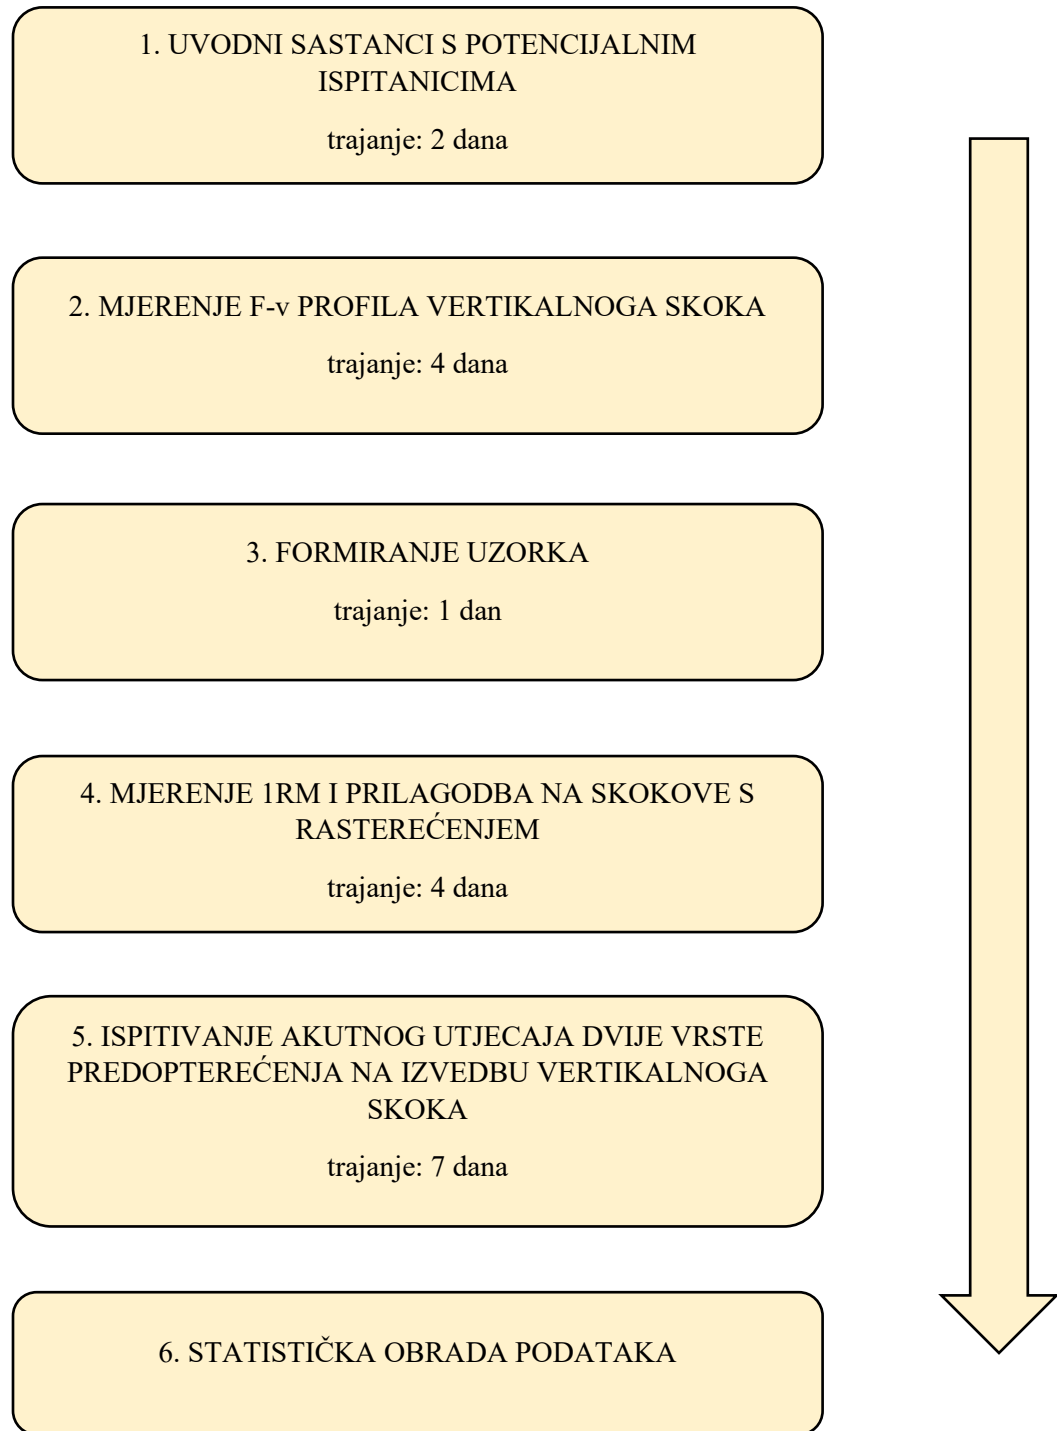 1. UVODNI SASTANCI S POTENCIJALNIM
ISPITANICIMA
trajanje: 2 dana
2. MJERENJE F-v PROFILA VERTIKALNOGA SKOKA
trajanje: 4 dana
3. FORMIRANJE UZORKA
trajanje: 1 dan
4. MJERENJE 1RM I PRILAGODBA NA SKOKOVE S
RASTEREĆENJEM
trajanje: 4 dana
5. ISPITIVANJE AKUTNOG UTJECAJA DVIJE VRSTE
PREDOPTEREĆENJA NA IZVEDBU VERTIKALNOGA
SKOKA
trajanje: 7 dana
6. STATISTIČKA OBRADA PODATAKA